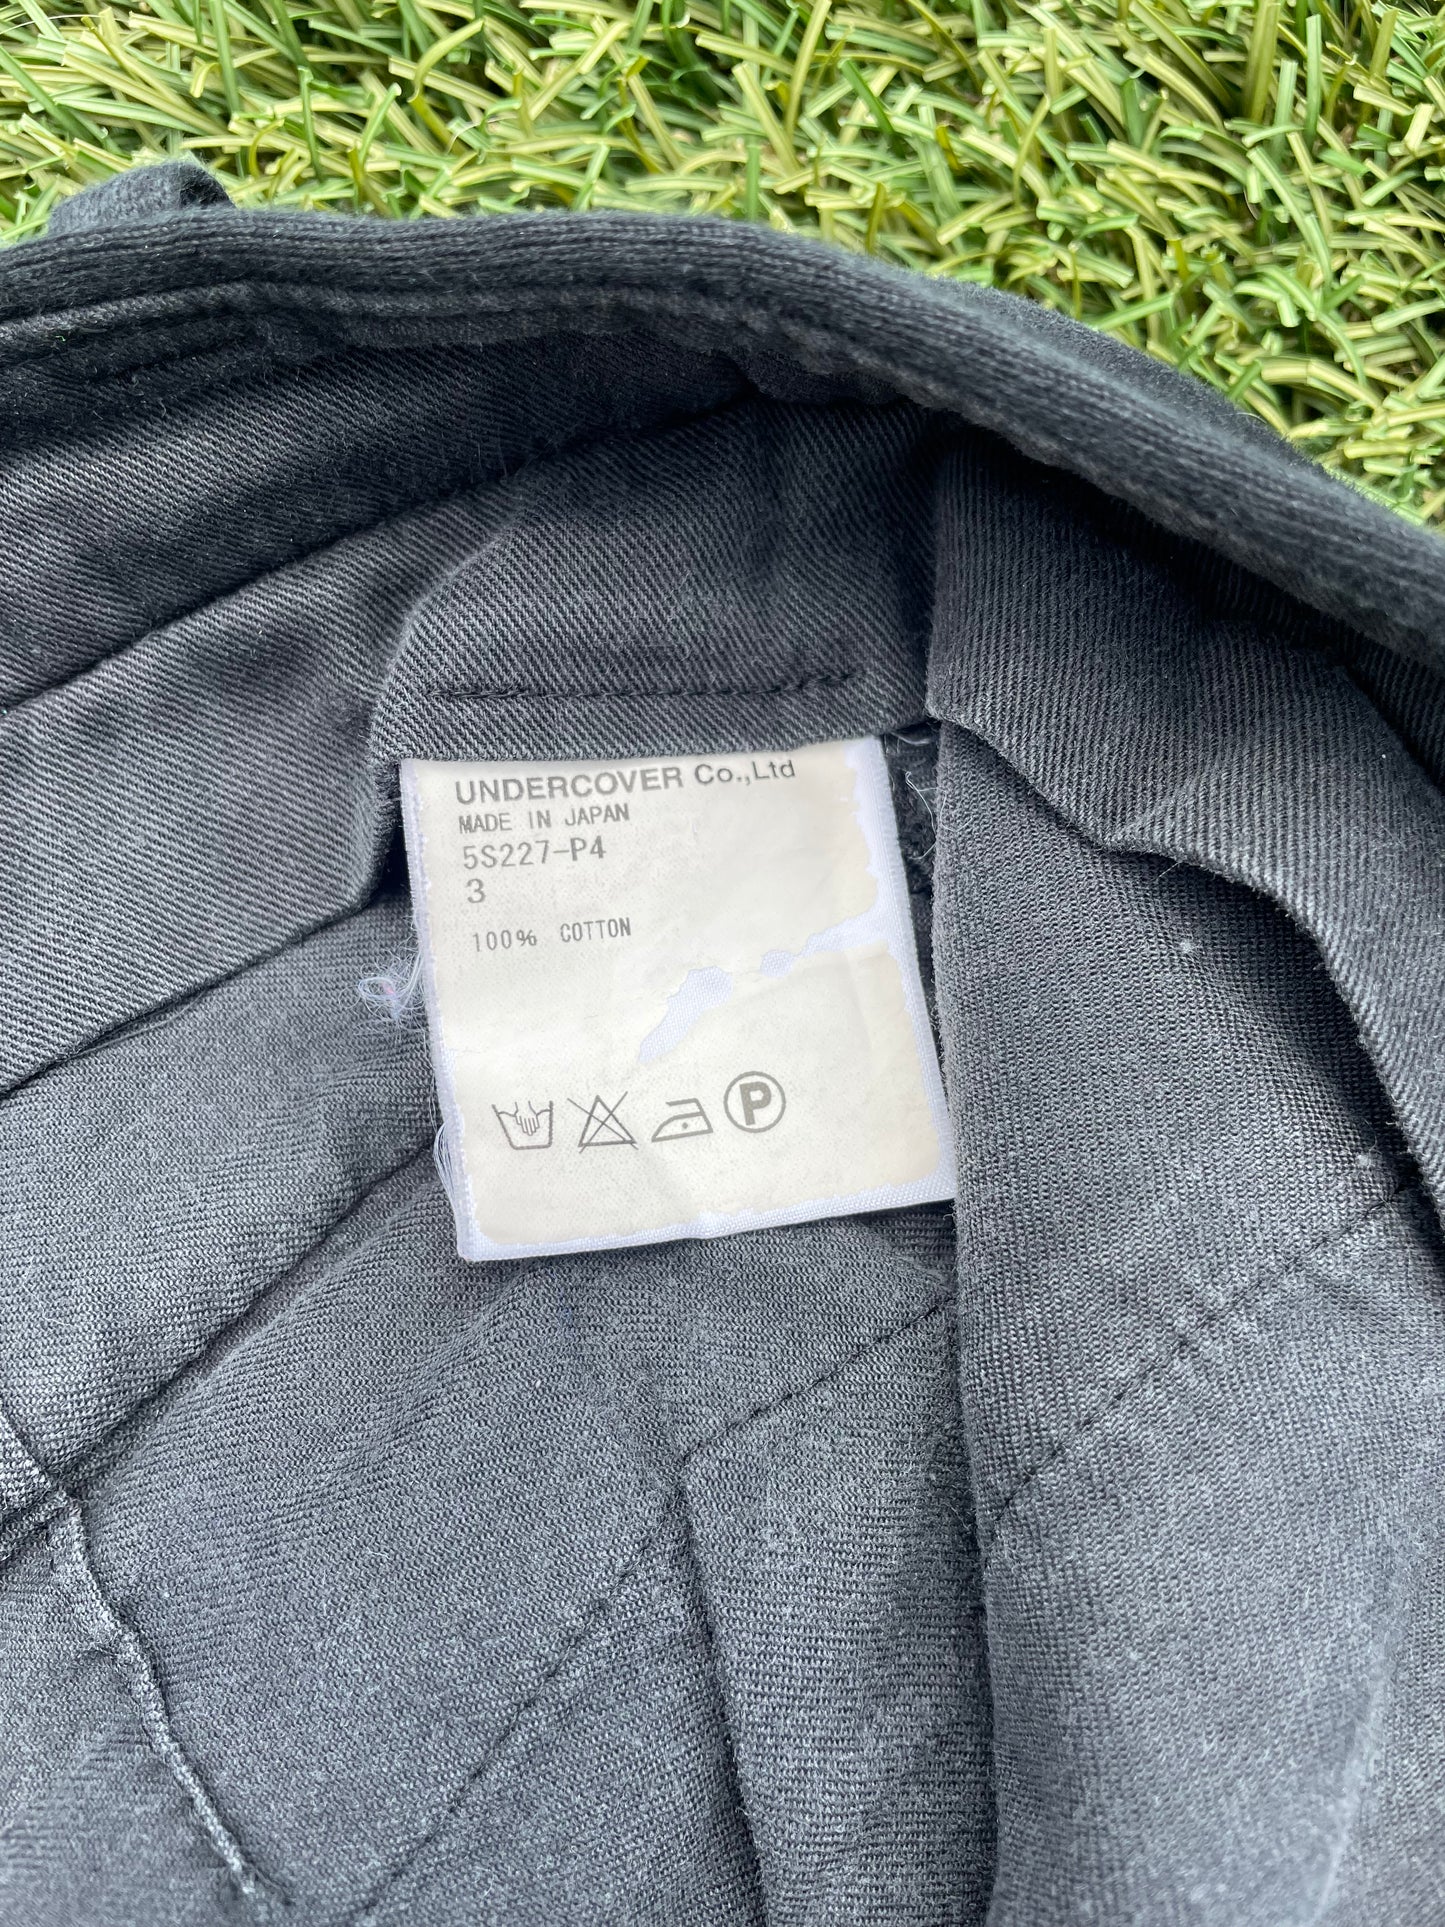 UNDERCOVER Co.,Ltd
MADE IN JAPAN
5S227-P4
3
100% COTTON
P